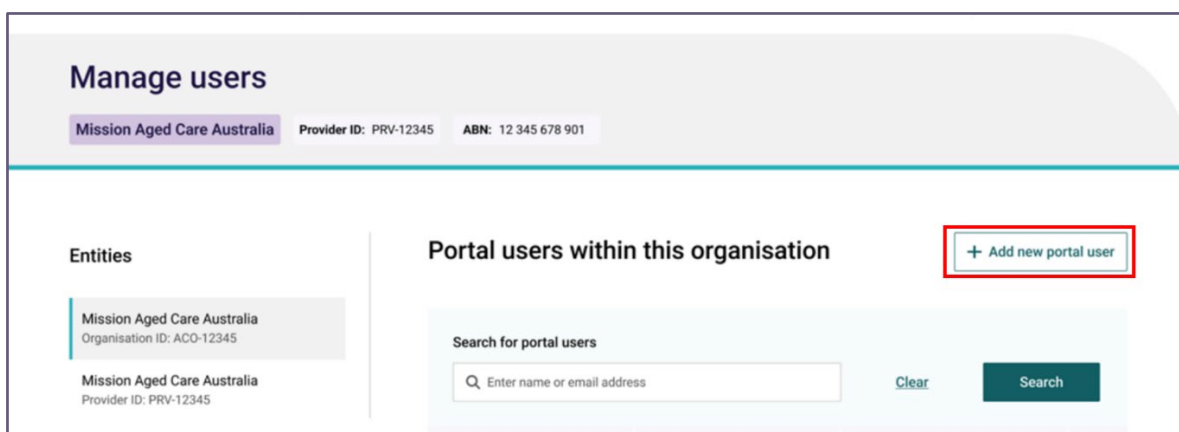 Manage users
Mission Aged Care Australia Provider ID: PRV-12345 ABN: 12 345 678 901
Entities
Mission Aged Care Australia
Organisation ID: ACO-12345
Mission Aged Care Australia
Provider ID: PRV-12345
Portal users within this organisation
+ Add new portal user
Search for portal users
Enter name or email address
Clear
Search